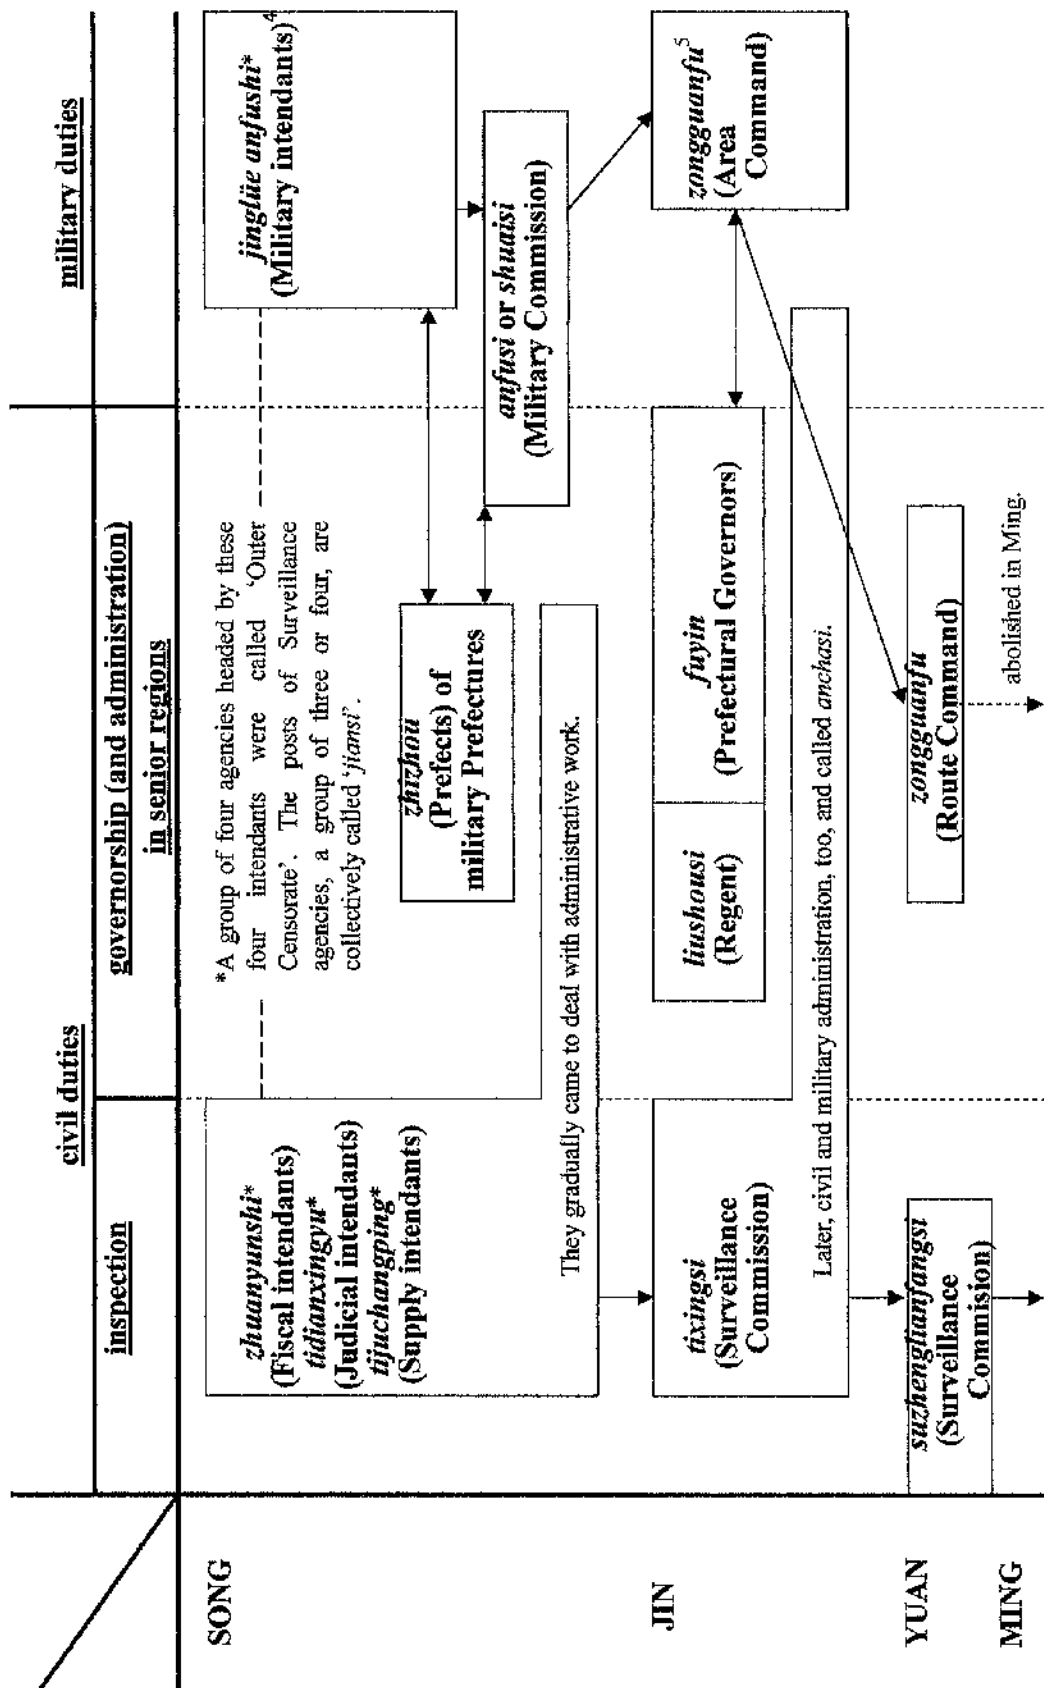 civil duties
military duties
inspection
governorship (and administration)
in senior regions
SONG
zhuanyunshi*
(Fiscal intendants)
tidianxingyu*
(Judicial intendants)
tijuchangping*
(Supply intendants)
*A group of four agencies headed by these
four intendants were called ‘Outer
Censorate’. The posts of Surveillance
agencies, a group of three or four, are
collectively called ‘jiansi’.
jinglüe anfushi*
(Military intendants)4
zhizhou
(Prefects) of
military Prefectures
anfusi or shuaisi
(Military Commission)
They gradually came to deal with administrative work.
JIN
tixingsi
(Surveillance
Commission)
liushousi
(Regent)
fuyin
(Prefectural Governors)
zongguanfu5
(Area
Command)
Later, civil and military administration, too, and called anchasi.
YUAN
suzhenglianfangsi
(Surveillance
Commision)
zongguanfu
(Route Command)
MING
abolished in Ming.